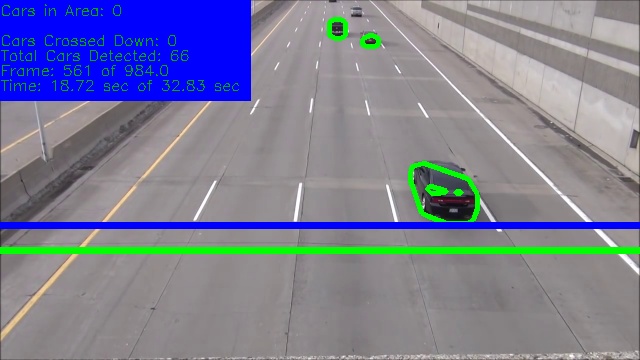 Cars in Area: 0
Cars Crossed Down: 0
Total Cars Detected: 66
Frame: 561 of 984.0
Time: 18.72 sec of 32.83 sec